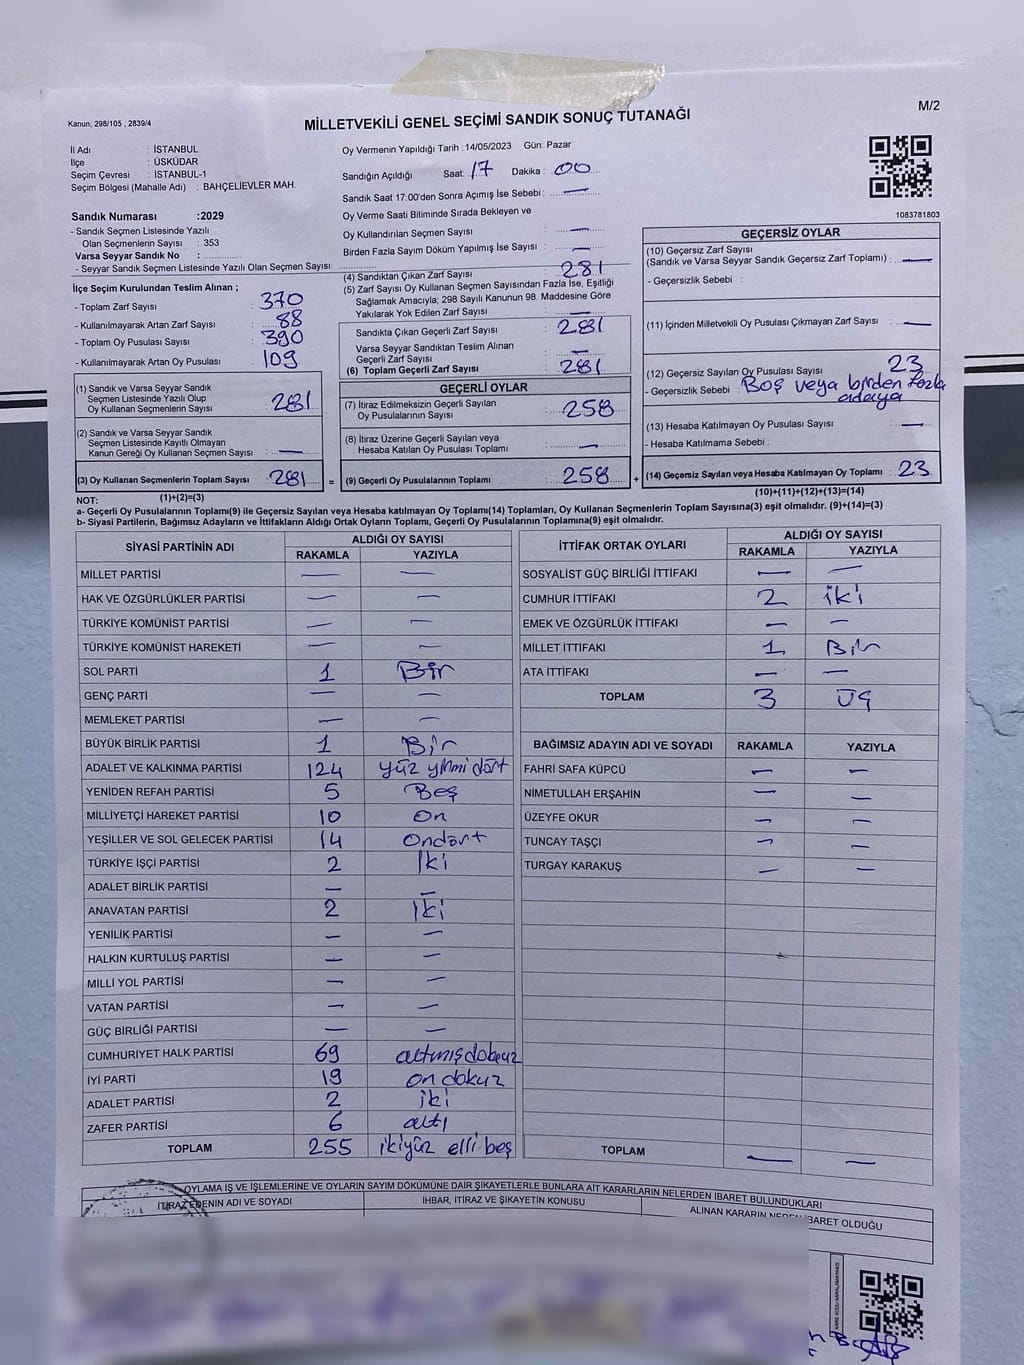 M/2
Kanun, 298/105 , 2839/4
MİLLETVEKİLİ GENEL SEÇİMİ SANDIK SONUÇ TUTANAĞI
İl Adı : İSTANBUL
İlçe : ÜSKÜDAR
Seçim Çevresi : İSTANBUL-1
Seçim Bölgesi (Mahalle Adı) : BAHÇELİEVLER MAH.
Sandık Numarası :2029
- Sandık Seçmen Listesinde Yazılı
Olan Seçmenlerin Sayısı : 353
Varsa Seyyar Sandık No : ..............
- Seyyar Sandık Seçmen Listesinde Yazılı Olan Seçmen Sayısı: ..............
İlçe Seçim Kurulundan Teslim Alınan ;
- Toplam Zarf Sayısı : 370
- Kullanılmayarak Artan Zarf Sayısı : 88
- Toplam Oy Pusulası Sayısı : 390
- Kullanılmayarak Artan Oy Pusulası : 109
(1) Sandık ve Varsa Seyyar Sandık
Seçmen Listesinde Yazılı Olup
Oy Kullanan Seçmenlerin Sayısı : 281
(2) Sandık ve Varsa Seyyar Sandık
Seçmen Listesinde Kayıtlı Olmayan
Kanun Gereği Oy Kullanan Seçmen Sayısı : —
(3) Oy Kullanan Seçmenlerin Toplam Sayısı : 281 =
Oy Vermenin Yapıldığı Tarih : 14/05/2023 Gün: Pazar
Sandığın Açıldığı Saat: 17 Dakika : 00
Sandık Saat 17:00'den Sonra Açımış İse Sebebi : —
Oy Verme Saati Bitiminde Sırada Bekleyen ve
Oy Kullandırılan Seçmen Sayısı : —
Birden Fazla Sayım Döküm Yapılmış İse Sayısı : —
(4) Sandıktan Çıkan Zarf Sayısı : 281
(5) Zarf Sayısı Oy Kullanan Seçmen Sayısından Fazla İse, Eşitliği
Sağlamak Amacıyla; 298 Sayılı Kanunun 98. Maddesine Göre
Yakılarak Yok Edilen Zarf Sayısı : —
Sandıkta Çıkan Geçerli Zarf Sayısı : 281
Varsa Seyyar Sandıktan Teslim Alınan
Geçerli Zarf Sayısı : —
(6) Toplam Geçerli Zarf Sayısı : 281
GEÇERLİ OYLAR
(7) İtiraz Edilmeksizin Geçerli Sayılan
Oy Pusulalarının Sayısı : 258
(8) İtiraz Üzerine Geçerli Sayılan veya
Hesaba Katılan Oy Pusulası Toplamı : —
(9) Geçerli Oy Pusulalarının Toplamı : 258 +
1083781803
GEÇERSİZ OYLAR
(10) Geçersiz Zarf Sayısı
(Sandık ve Varsa Seyyar Sandık Geçersiz Zarf Toplamı) : —
- Geçersizlik Sebebi :
(11) İçinden Milletvekili Oy Pusulası Çıkmayan Zarf Sayısı : —
(12) Geçersiz Sayılan Oy Pusulası Sayısı : 23
- Geçersizlik Sebebi : Boş veya birden fazla
adaya
(13) Hesaba Katılmayan Oy Pusulası Sayısı : —
- Hesaba Katılmama Sebebi :
(14) Geçersiz Sayılan veya Hesaba Katılmayan Oy Toplamı : 23
NOT: (1)+(2)=(3) (10)+(11)+(12)+(13)=(14)
a- Geçerli Oy Pusulalarının Toplamı(9) ile Geçersiz Sayılan veya Hesaba katılmayan Oy Toplamı(14) Toplamları, Oy Kullanan Seçmenlerin Toplam Sayısına(3) eşit olmalıdır. (9)+(14)=(3)
b- Siyasi Partilerin, Bağımsız Adayların ve İttifakların Aldığı Ortak Oyların Toplamı, Geçerli Oy Pusulalarının Toplamına(9) eşit olmalıdır.
SİYASİ PARTİNİN ADI ALDIĞI OY SAYISI
RAKAMLA YAZIYLA
MİLLET PARTİSİ — —
HAK VE ÖZGÜRLÜKLER PARTİSİ — —
TÜRKİYE KOMÜNİST PARTİSİ — —
TÜRKİYE KOMÜNİST HAREKETİ — —
SOL PARTİ 1 Bir
GENÇ PARTİ — —
MEMLEKET PARTİSİ — —
BÜYÜK BİRLİK PARTİSİ 1 Bir
ADALET VE KALKINMA PARTİSİ 124 yüz yirmi dört
YENİDEN REFAH PARTİSİ 5 Beş
MİLLİYETÇİ HAREKET PARTİSİ 10 on
YEŞİLLER VE SOL GELECEK PARTİSİ 14 ondört
TÜRKİYE İŞÇİ PARTİSİ 2 İki
ADALET BİRLİK PARTİSİ — —
ANAVATAN PARTİSİ 2 İki
YENİLİK PARTİSİ — —
HALKIN KURTULUŞ PARTİSİ — —
MİLLİ YOL PARTİSİ — —
VATAN PARTİSİ — —
GÜÇ BİRLİĞİ PARTİSİ — —
CUMHURİYET HALK PARTİSİ 69 altmışdokuz
İYİ PARTİ 19 on dokuz
ADALET PARTİSİ 2 iki
ZAFER PARTİSİ 6 altı
TOPLAM 255 ikiyüz elli beş
İTTİFAK ORTAK OYLARI ALDIĞI OY SAYISI
RAKAMLA YAZIYLA
SOSYALİST GÜÇ BİRLİĞİ İTTİFAKI — —
CUMHUR İTTİFAKI 2 iki
EMEK VE ÖZGÜRLÜK İTTİFAKI — —
MİLLET İTTİFAKI 1 Bir
ATA İTTİFAKI — —
TOPLAM 3 Üç
BAĞIMSIZ ADAYIN ADI VE SOYADI RAKAMLA YAZIYLA
FAHRİ SAFA KÜPCÜ — —
NİMETULLAH ERŞAHİN — —
ÜZEYFE OKUR — —
TUNCAY TAŞÇI — —
TURGAY KARAKUŞ — —
TOPLAM — —
OYLAMA İŞ VE İŞLEMLERİNE VE OYLARIN SAYIM DÖKÜMÜNE DAİR ŞİKAYETLERLE BUNLARA AİT KARARLARIN NELERDEN İBARET BULUNDUKLARI
İTİRAZ EDENİN ADI VE SOYADI İHBAR, İTİRAZ VE ŞİKAYETİN KONUSU ALINAN KARARIN NEDEN İBARET OLDUĞU